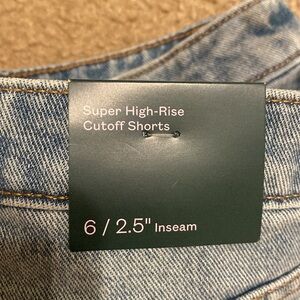 Super High-Rise
Cutoff Shorts
6 / 2.5" Inseam